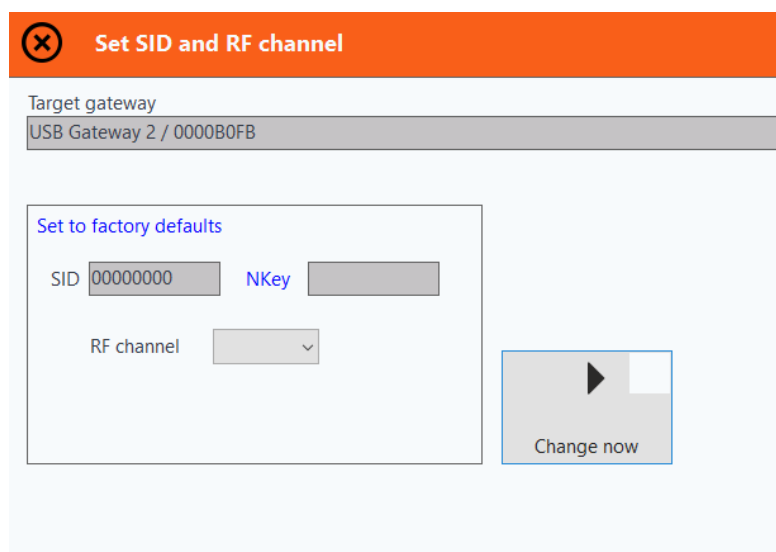 Set SID and RF channel
Target gateway
USB Gateway 2 / 0000B0FB
Set to factory defaults
SID 00000000 NKey
RF channel
Change now